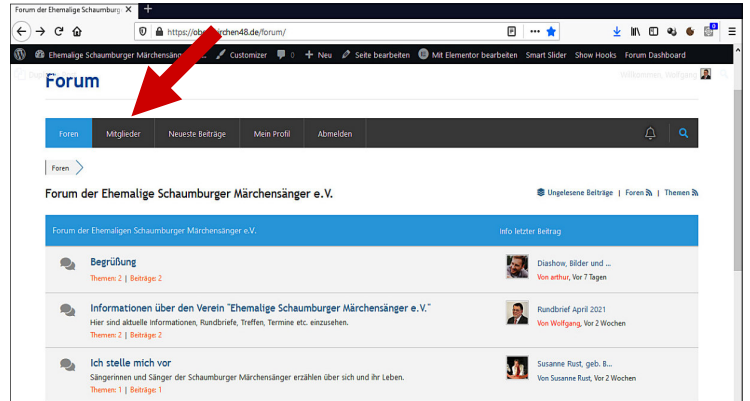 Forum der Ehemalige Schaumburg
https://obe rchen48.de/forum/
Ehemalige Schaumburger Märchensäng Customizer 0 Neu Seite bearbeiten Mit Elementor bearbeiten Smart Slider Show Hooks Forum Dashboard
Willkommen, Wolfgang
Forum
Foren Mitglieder Neueste Beiträge Mein Profil Abmelden
Foren
Forum der Ehemalige Schaumburger Märchensänger e.V.
Ungelesene Beiträge | Foren | Themen
Forum der Ehemaligen Schaumburger Märchensänger e.V. Info letzter Beitrag
Begrüßung
Themen: 2 | Beiträge: 2
Diashow, Bilder und ...
Von arthur, Vor 7 Tagen
Informationen über den Verein "Ehemalige Schaumburger Märchensänger e.V."
Hier sind aktuelle Informationen, Rundbriefe, Treffen, Termine etc. einzusehen.
Themen: 2 | Beiträge: 2
Rundbrief April 2021
Von Wolfgang, Vor 2 Wochen
Ich stelle mich vor
Sängerinnen und Sänger der Schaumburger Märchensänger erzählen über sich und ihr Leben.
Themen: 1 | Beiträge: 1
Susanne Rust, geb. B...
Von Susanne Rust, Vor 2 Wochen